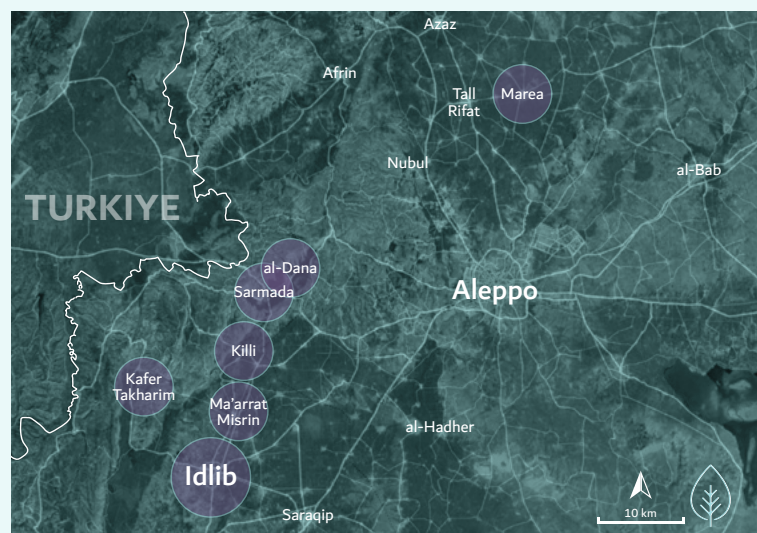 Azaz
Afrin
Marea
Tall
Rifat
Nubul
al-Bab
TURKIYE
al-Dana
Sarmada
Aleppo
Killi
Kafer
Takharim
Ma'arrat
Misrin
al-Hadher
Idlib
Saraqip
10 km